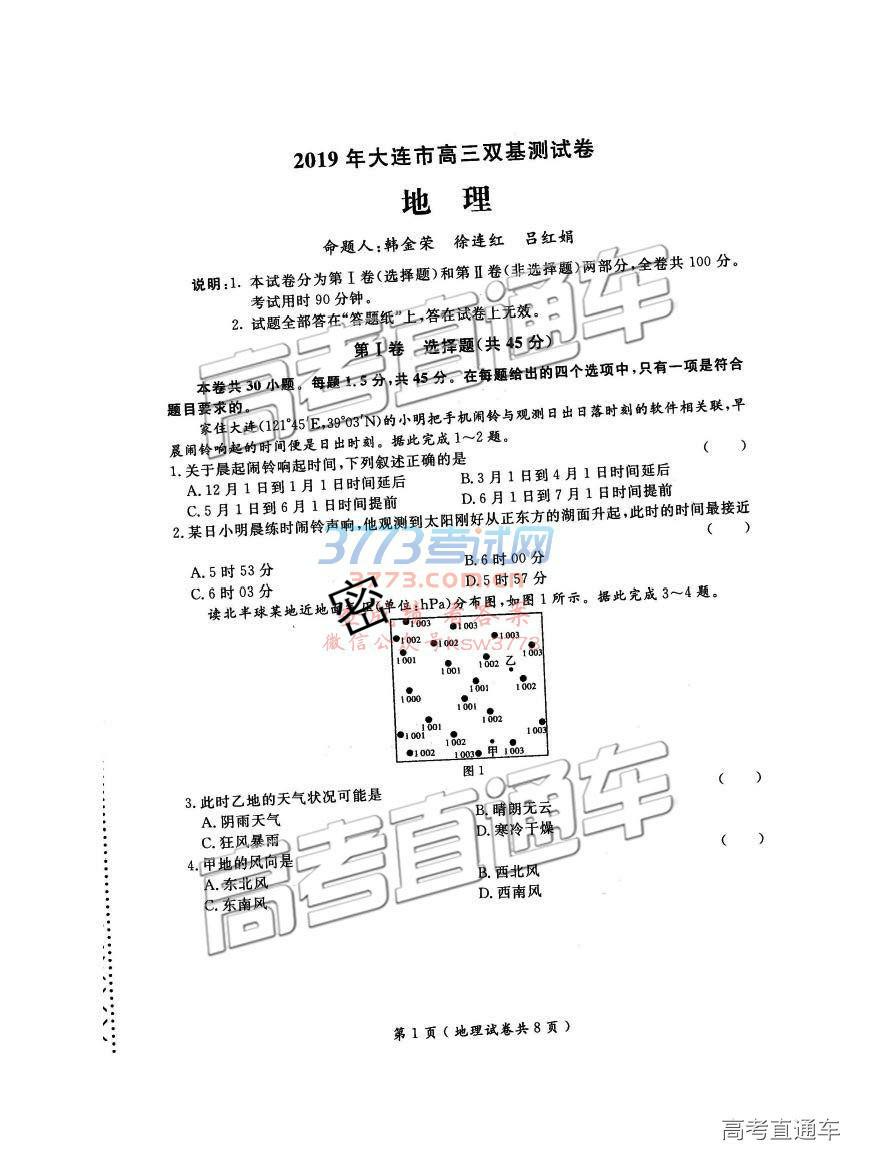 2019 年大连市高三双基测试卷
地 理
命题人:韩金荣 徐连红 吕红娟
说明:1. 本试卷分为第Ⅰ卷(选择题)和第Ⅱ卷(非选择题)两部分,全卷共 100 分。
考试用时 90 分钟。
2. 试题全部答在“答题纸”上,答在试卷上无效。
第Ⅰ卷 选择题(共 45 分)
本卷共 30 小题。每题 1.5 分,共 45 分。在每题给出的四个选项中,只有一项是符合
题目要求的。
家住大连(121°45′E,39°03′N)的小明把手机闹铃与观测日出日落时刻的软件相关联,早
晨闹铃响起的时间便是日出时刻。据此完成 1～2 题。
1.关于晨起闹铃响起时间,下列叙述正确的是 ( )
A.12 月 1 日到 1 月 1 日时间延后 B.3 月 1 日到 4 月 1 日时间延后
C.5 月 1 日到 6 月 1 日时间提前 D.6 月 1 日到 7 月 1 日时间提前
2.某日小明晨练时闹铃声响,他观测到太阳刚好从正东方的湖面升起,此时的时间最接近
( )
A.5 时 53 分 B.6 时 00 分
C.6 时 03 分 D.5 时 57 分
3773考试网
3773.com.cn
密
读北半球某地近地面气压(单位:hPa)分布图,如图 1 所示。据此完成 3～4 题。
查成绩 看答案
微信公众号Ksw3773
1 003 1 003 1 003
1 002 1 002 1 003
1 001 1 001 1 002 乙
1 001 1 002
1 000 1 001
1 001 1 002 1 003
1 001 1 002
1 002 1 003 甲 1 003
图 1
3.此时乙地的天气状况可能是 ( )
A.阴雨天气 B.晴朗无云
C.狂风暴雨 D.寒冷干燥
4.甲地的风向是 ( )
A.东北风 B.西北风
C.东南风 D.西南风
高考直通车
高考直通车
第 1 页 ( 地理试卷共 8 页 )
高考直通车